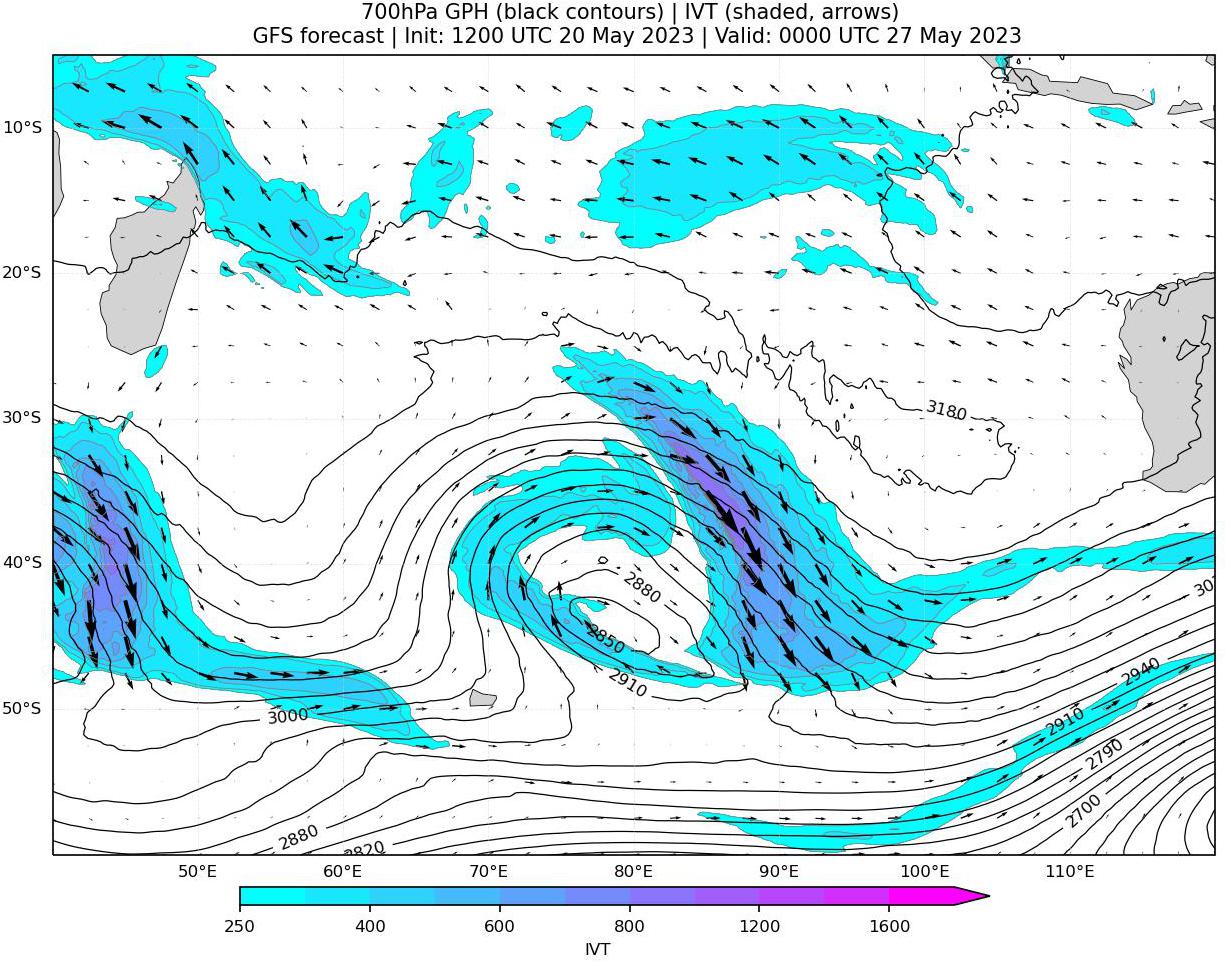 700hPa GPH (black contours) | IVT (shaded, arrows)
GFS forecast | Init: 1200 UTC 20 May 2023 | Valid: 0000 UTC 27 May 2023
10°S
20°S
3180
30°S
40°S
2880
2850
2910
2940
50°S
3000
2910
2790
2700
2880
2820
50°E 60°E 70°E 80°E 90°E 100°E 110°E
250 400 600 800 1200 1600
IVT